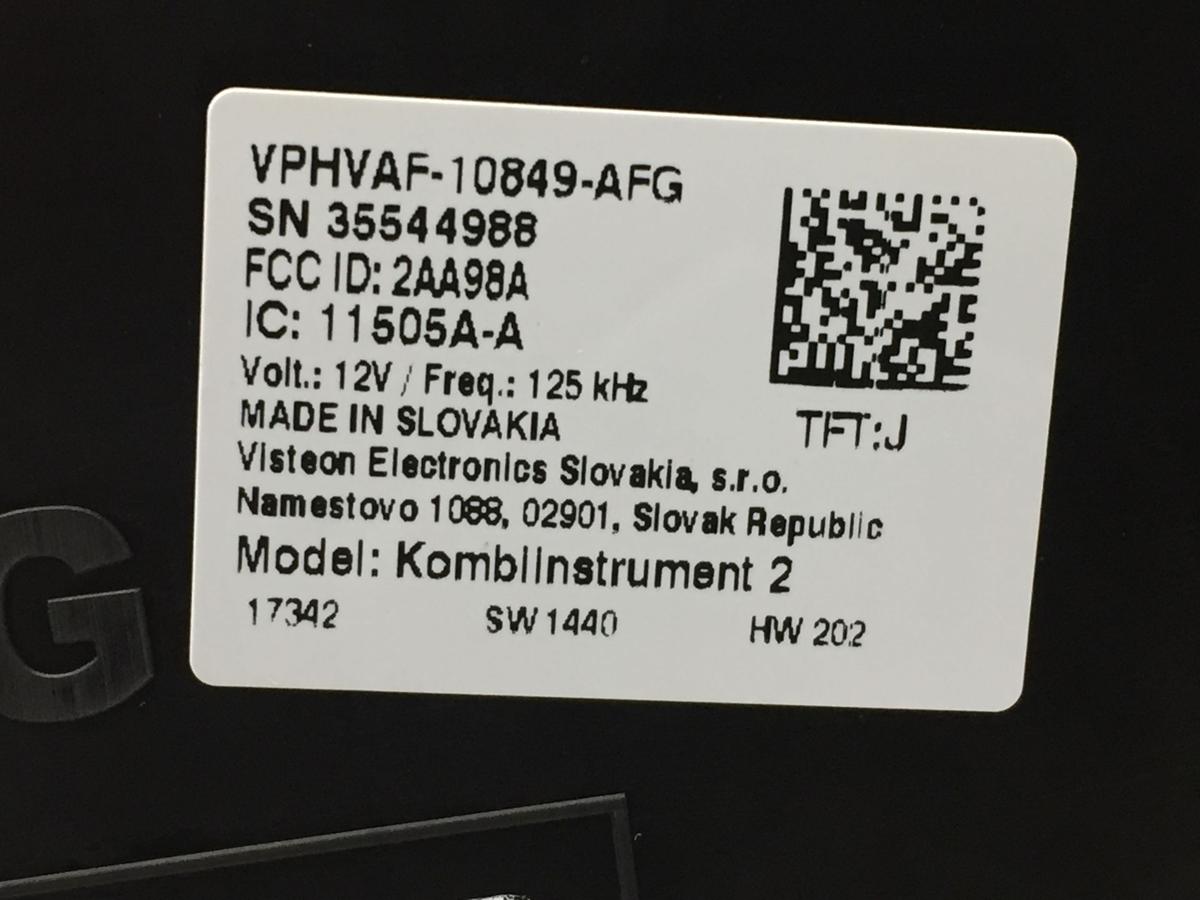 VPHVAF-10849-AFG
SN 35544988
FCC ID: 2AA98A
IC: 11505A-A
Volt.: 12V / Freq.: 125 kHz
MADE IN SLOVAKIA
TFT:J
Visteon Electronics Slovakia, s.r.o.
Namestovo 1088, 02901, Slovak Republic
Model: KombiInstrument 2
17342 SW 1440 HW 202
G